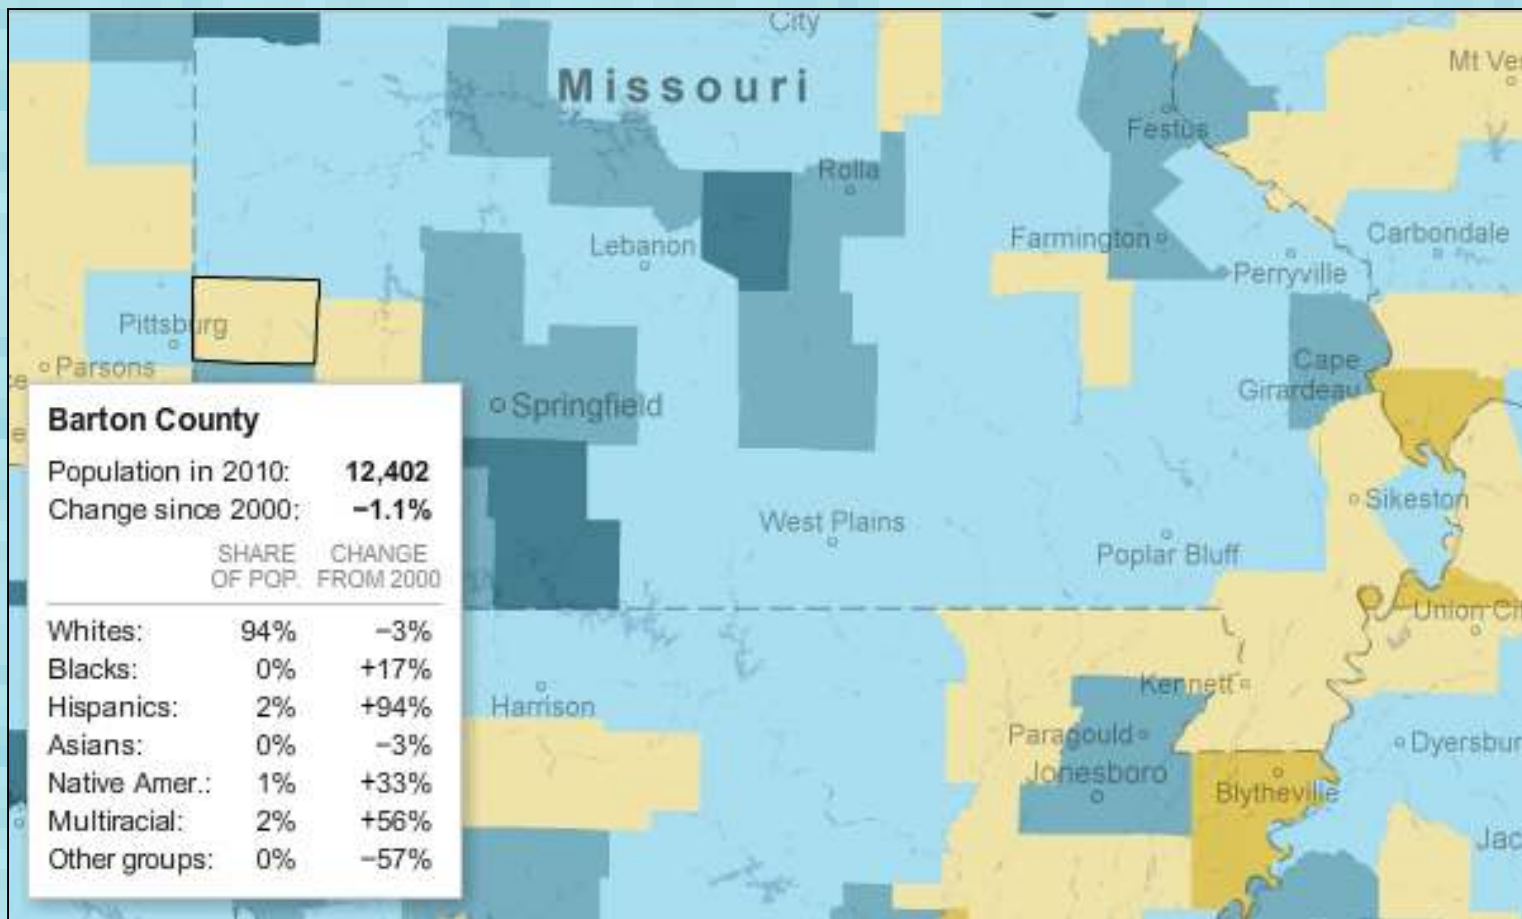 City
Missouri
Mt Ve
Festus
Rolla
Lebanon
Farmington
Carbondale
Perryville
Pittsburg
Parsons
Cape
Girardeau
Springfield
Sikeston
West Plains
Poplar Bluff
Union Cit
Harrison
Kennett
Paragould
Jonesboro
Blytheville
Dyersbur
Jac
Barton County
Population in 2010: 12,402
Change since 2000: −1.1%
SHARE CHANGE
OF POP. FROM 2000
Whites: 94% −3%
Blacks: 0% +17%
Hispanics: 2% +94%
Asians: 0% −3%
Native Amer.: 1% +33%
Multiracial: 2% +56%
Other groups: 0% −57%